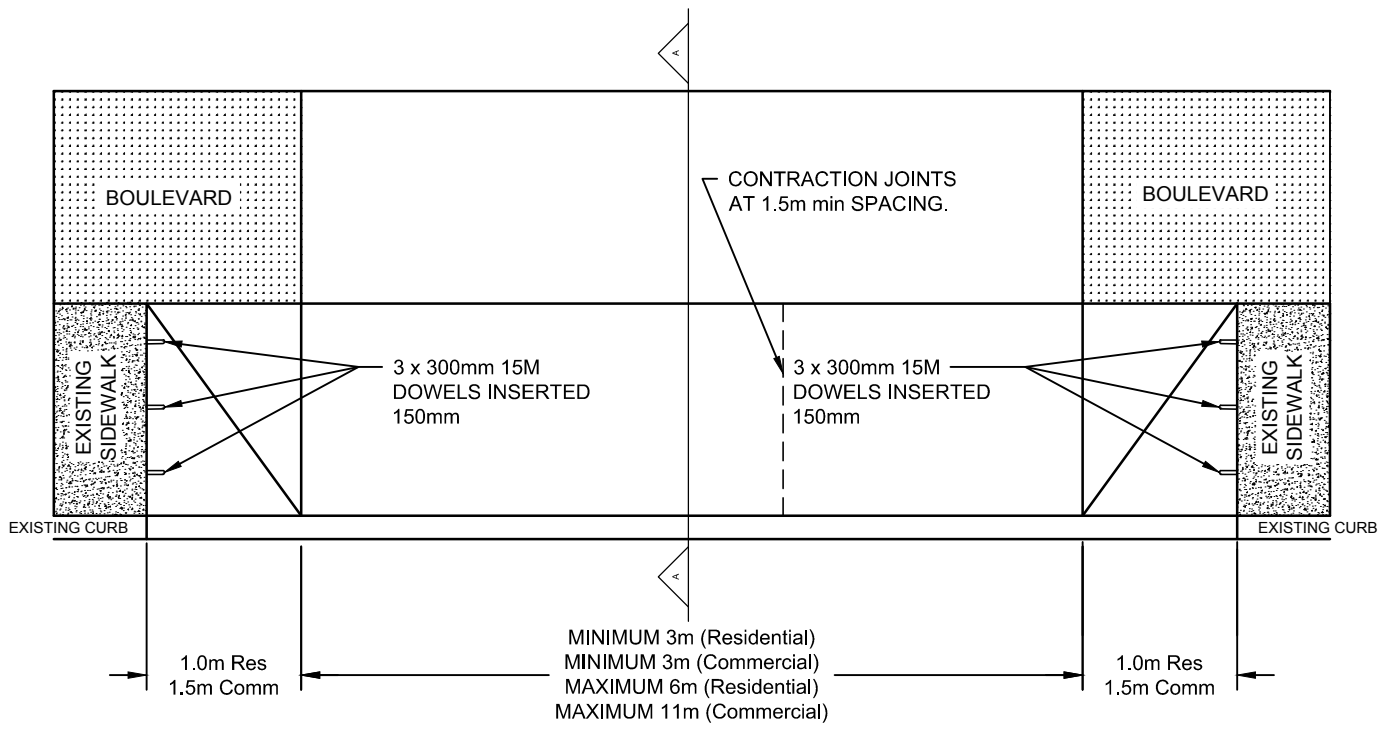 A
BOULEVARD
CONTRACTION JOINTS
AT 1.5m min SPACING.
BOULEVARD
EXISTING
SIDEWALK
3 x 300mm 15M
DOWELS INSERTED
150mm
3 x 300mm 15M
DOWELS INSERTED
150mm
EXISTING
SIDEWALK
EXISTING CURB
EXISTING CURB
A
1.0m Res
1.5m Comm
MINIMUM 3m (Residential)
MINIMUM 3m (Commercial)
MAXIMUM 6m (Residential)
MAXIMUM 11m (Commercial)
1.0m Res
1.5m Comm